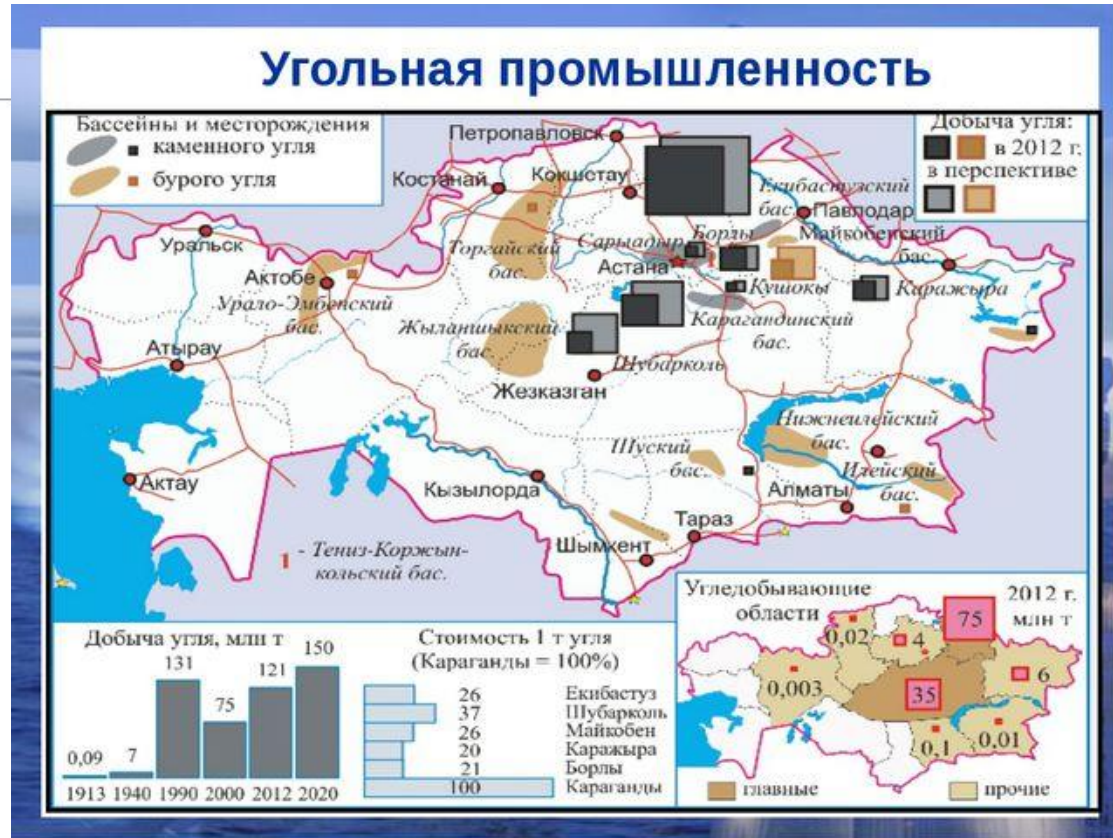 Угольная промышленность
Бассейны и месторождения
каменного угля
бурого угля
Добыча угля:
в 2012 г.
в перспективе
Петропавловск
Костанай
Кокшстау
Екибастузский
бас.
Павлодар
Майкобенский
бас.
Уральск
Торгайский
бас.
Сарыадыр
Борлы
Астана
1
Актобе
Урало-Эмбенский
бас.
Кушокы
Каражыра
Жыланшыкский
бас.
Карагандинский
бас.
Атырау
Шубарколь
Жезказган
Нижнеилейский
бас.
Шуский
бас.
Илейский
бас.
Актау
Кызылорда
Алматы
Тараз
Шымкент
1 - Тениз-Коржын-
кольский бас.
Добыча угля, млн т
0,09
7
131
75
121
150
1913 1940 1990 2000 2012 2020
Стоимость 1 т угля
(Караганды = 100%)
26 Екибастуз
37 Шубарколь
26 Майкобен
20 Каражыра
21 Борлы
100 Караганды
Угледобывающие
области
2012 г.
млн т
75
0,02
4
6
0,003
35
0,1
0,01
главные
прочие